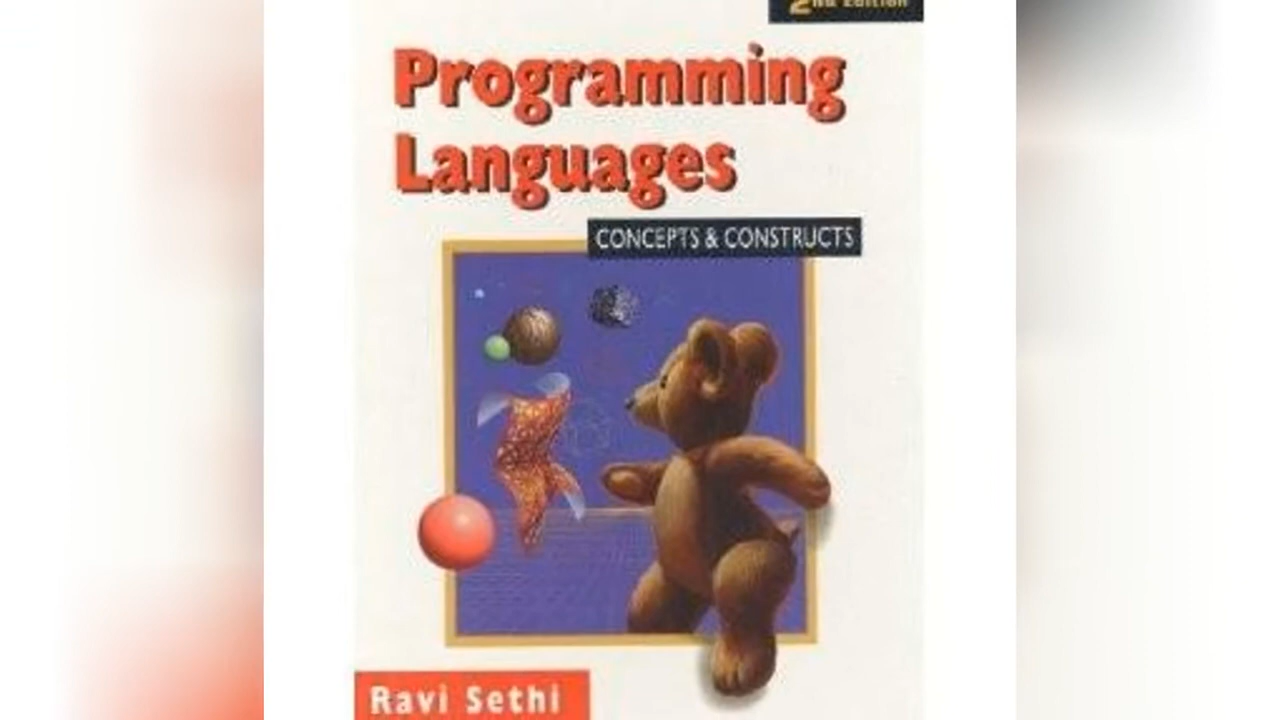 2nd Edition
Programming
Languages
CONCEPTS & CONSTRUCTS
Ravi Sethi